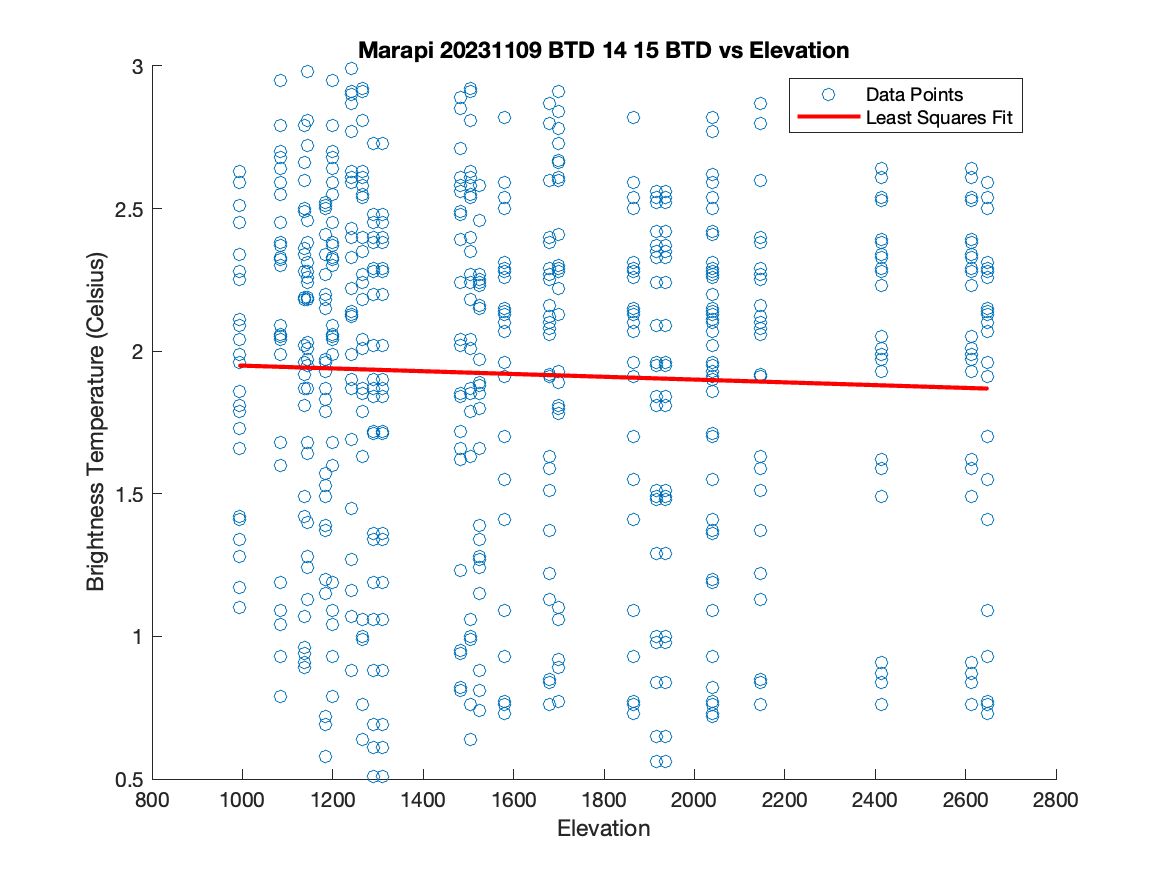 Marapi 20231109 BTD 14 15 BTD vs Elevation
Data Points
Least Squares Fit
Brightness Temperature (Celsius)
3
2.5
2
1.5
1
0.5
800 1000 1200 1400 1600 1800 2000 2200 2400 2600 2800
Elevation